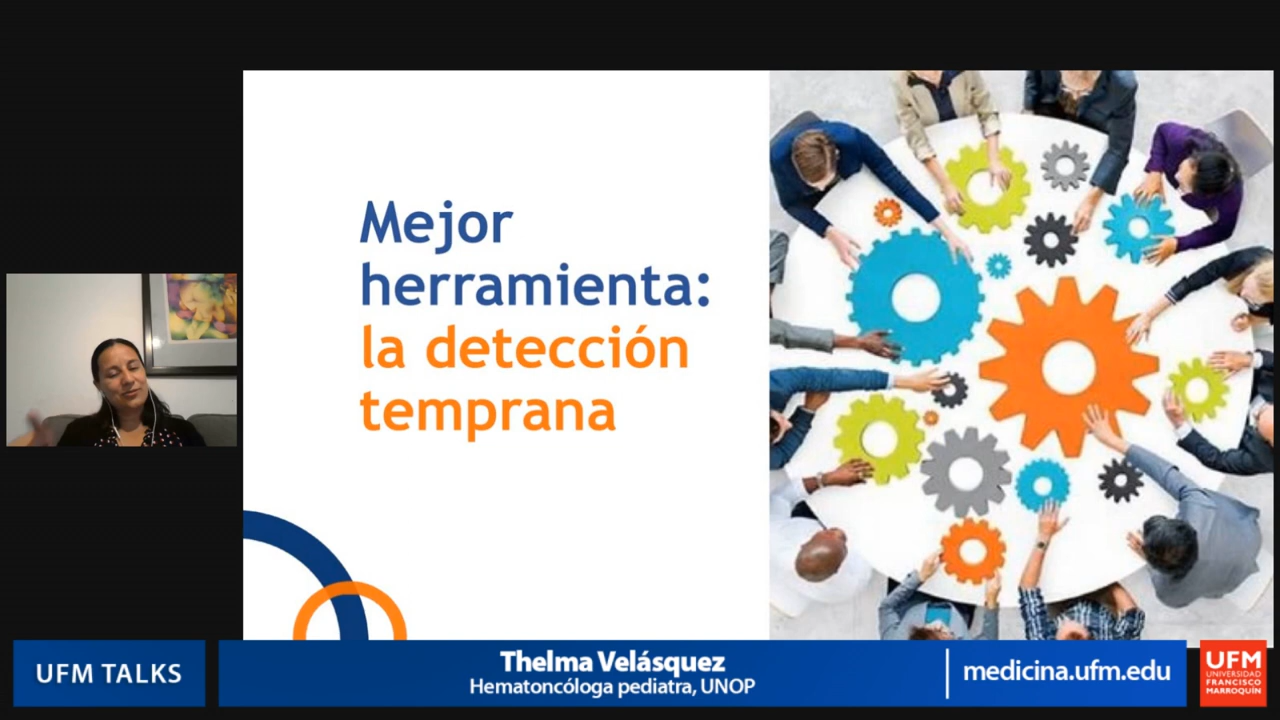 Mejor
herramienta:
la detección
temprana
UFM TALKS
Thelma Velásquez
Hematoncóloga pediatra, UNOP
medicina.ufm.edu
UFM
UNIVERSIDAD
FRANCISCO
MARROQUÍN